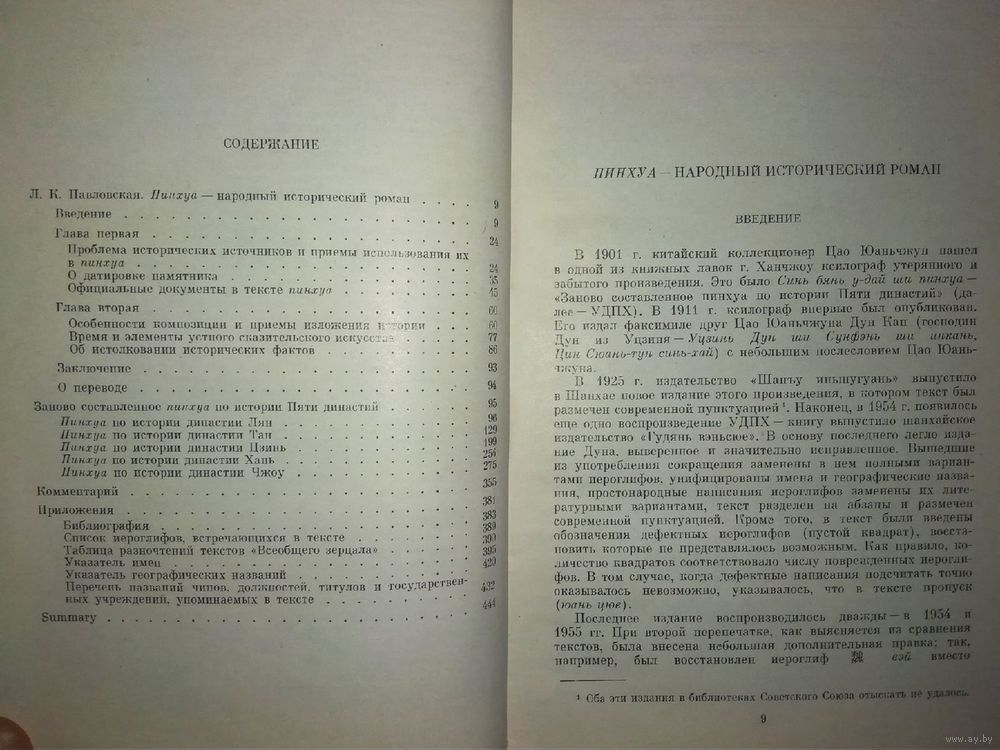 СОДЕРЖАНИЕ
Л. К. Павловская. Пинхуа — народный исторический роман . . . . 9
Введение . . . . 9
Глава первая . . . . 24
Проблема исторических источников и приемы использования их
в пинхуа . . . . 24
О датировке памятника . . . . 35
Официальные документы в тексте пинхуа . . . . 45
Глава вторая . . . . 60
Особенности композиции и приемы изложения истории . . . . 60
Время и элементы устного сказительского искусства . . . . 77
Об истолковании исторических фактов . . . . 86
Заключение . . . . 93
О переводе . . . . 94
Заново составленное пинхуа по истории Пяти династий . . . . 95
Пинхуа по истории династии Лян . . . . 96
Пинхуа по истории династии Тан . . . . 129
Пинхуа по истории династии Цзинь . . . . 199
Пинхуа по истории династии Хань . . . . 254
Пинхуа по истории династии Чжоу . . . . 275
Комментарий . . . . 355
Приложения . . . . 381
Библиография . . . . 383
Список иероглифов, встречающихся в тексте . . . . 389
Таблица разночтений текстов «Всеобщего зерцала» . . . . 390
Указатель имен . . . . 395
Указатель географических названий . . . . 420
Перечень названий чинов, должностей, титулов и государствен-
ных учреждений, упоминаемых в тексте . . . . 432
Summary . . . . 444
ПИНХУА — НАРОДНЫЙ ИСТОРИЧЕСКИЙ РОМАН
ВВЕДЕНИЕ
В 1901 г. китайский коллекционер Цао Юаньчжун нашел
в одной из книжных лавок г. Ханчжоу ксилограф утерянного и
забытого произведения. Это было Синь бянь у-дай ши пинхуа —
«Заново составленное пинхуа по истории Пяти династий» (да-
лее — УДПХ). В 1911 г. ксилограф впервые был опубликован.
Его издал факсимиле друг Цао Юаньчжуна Дун Кан (господин
Дун из Уцзиня — Уцзинь Дун ши Сунфэнь ши инкань,
Цин Сюань-тун синь-хай) с небольшим послесловием Цао Юань-
чжуна.
В 1925 г. издательство «Шанъу иньшугуань» выпустило
в Шанхае новое издание этого произведения, в котором текст был
размечен современной пунктуацией¹. Наконец, в 1954 г. появилось
еще одно воспроизведение УДПХ — книгу выпустило шанхайское
издательство «Гудянь вэньсюе». В основу последнего легло изда-
ние Дуна, выверенное и значительно исправленное. Вышедшие
из употребления сокращения заменены в нем полными вариан-
тами иероглифов, унифицированы имена и географические назва-
ния, простонародные написания иероглифов заменены их лите-
ратурными вариантами, текст разделен на абзацы и размечен
современной пунктуацией. Кроме того, в текст были введены
обозначения дефектных иероглифов (пустой квадрат), восста-
новить которые не представлялось возможным. Как правило, ко-
личество квадратов соответствовало числу поврежденных иерогли-
фов. В том случае, когда дефектные написания подсчитать точно
оказывалось невозможно, указывалось, что в тексте пропуск
(юань цюе).
Последнее издание воспроизводилось дважды — в 1954 и
1955 гг. При второй перепечатке, как выясняется из сравнения
текстов, была внесена небольшая дополнительная правка; так,
например, был восстановлен иероглиф 魏 вэй вместо
¹ Оба эти издания в библиотеках Советского Союза отыскать не удалось.
9
www.ay.by